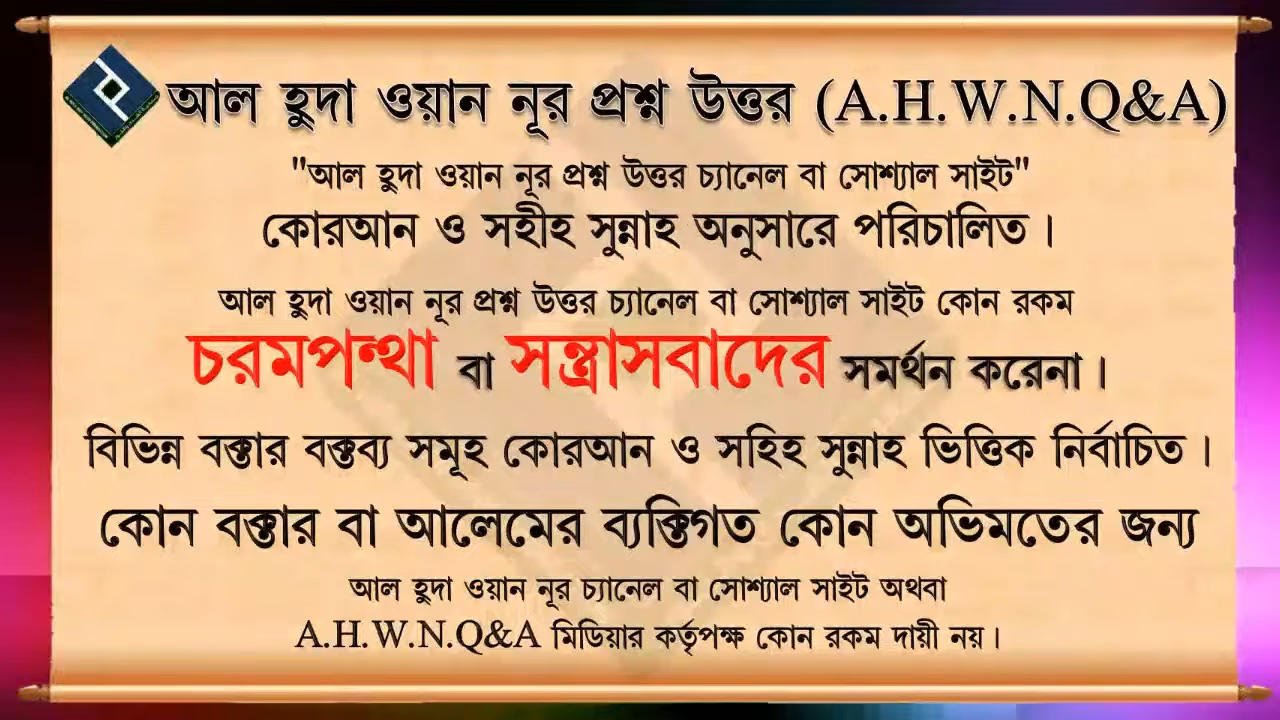 আল হুদা ওয়ান নূর প্রশ্ন উত্তর (A.H.W.N.Q&A)
"আল হুদা ওয়ান নূর প্রশ্ন উত্তর চ্যানেল বা সোশ্যাল সাইট"
কোরআন ও সহীহ সুন্নাহ অনুসারে পরিচালিত।
আল হুদা ওয়ান নূর প্রশ্ন উত্তর চ্যানেল বা সোশ্যাল সাইট কোন রকম
চরমপন্থা বা সন্ত্রাসবাদের সমর্থন করেনা।
বিভিন্ন বক্তার বক্তব্য সমূহ কোরআন ও সহিহ সুন্নাহ ভিত্তিক নির্বাচিত।
কোন বক্তার বা আলেমের ব্যক্তিগত কোন অভিমতের জন্য
আল হুদা ওয়ান নূর চ্যানেল বা সোশ্যাল সাইট অথবা
A.H.W.N.Q&A মিডিয়ার কর্তৃপক্ষ কোন রকম দায়ী নয়।